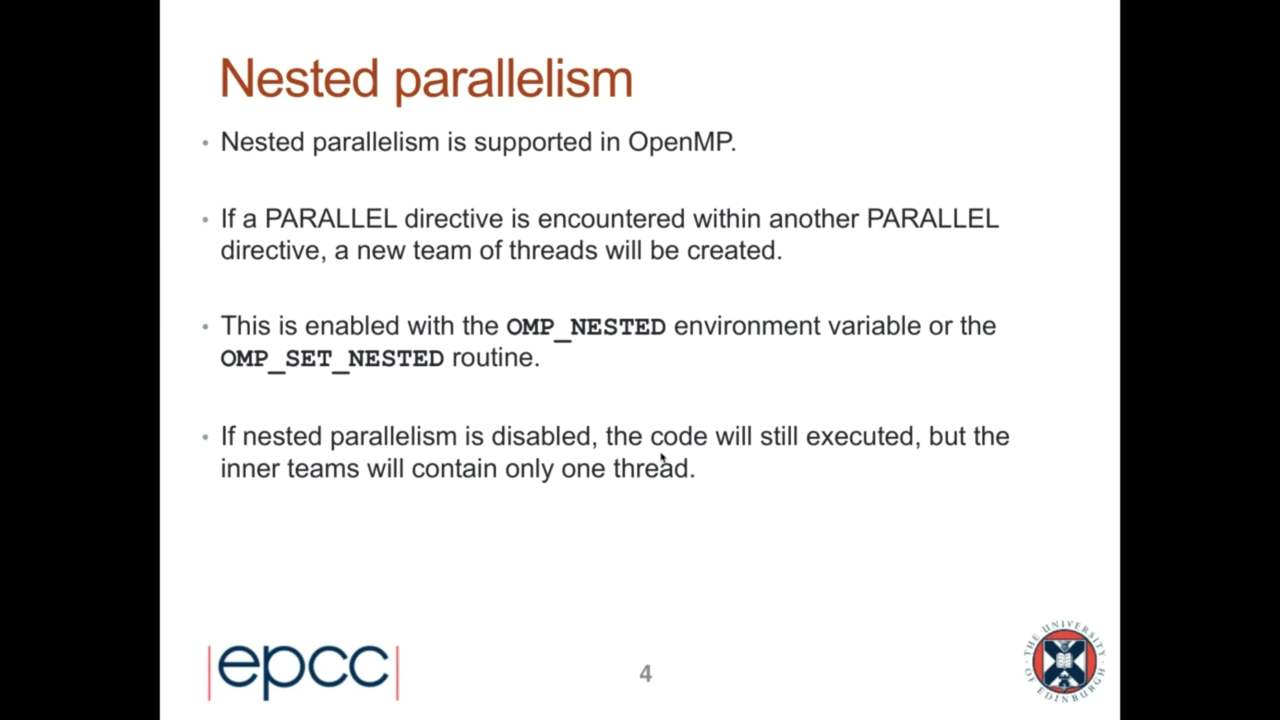 Nested parallelism
• Nested parallelism is supported in OpenMP.
• If a PARALLEL directive is encountered within another PARALLEL
directive, a new team of threads will be created.
• This is enabled with the OMP_NESTED environment variable or the
OMP_SET_NESTED routine.
• If nested parallelism is disabled, the code will still executed, but the
inner teams will contain only one thread.
|epcc|
4
THE UNIVERSITY
OF EDINBURGH